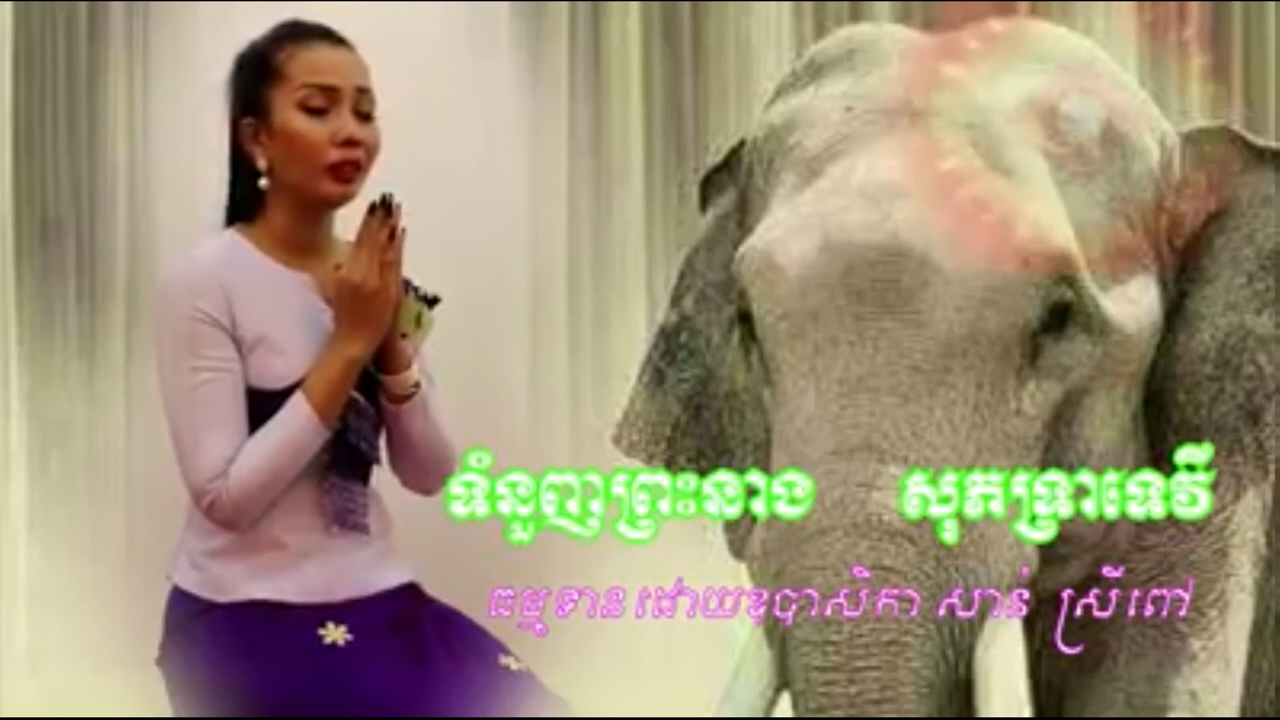 ទំនួញព្រះនាង សុភទ្រាទេវី
ធម្មទានដោយឧបាសិកា សាន់ ស្រីពៅ